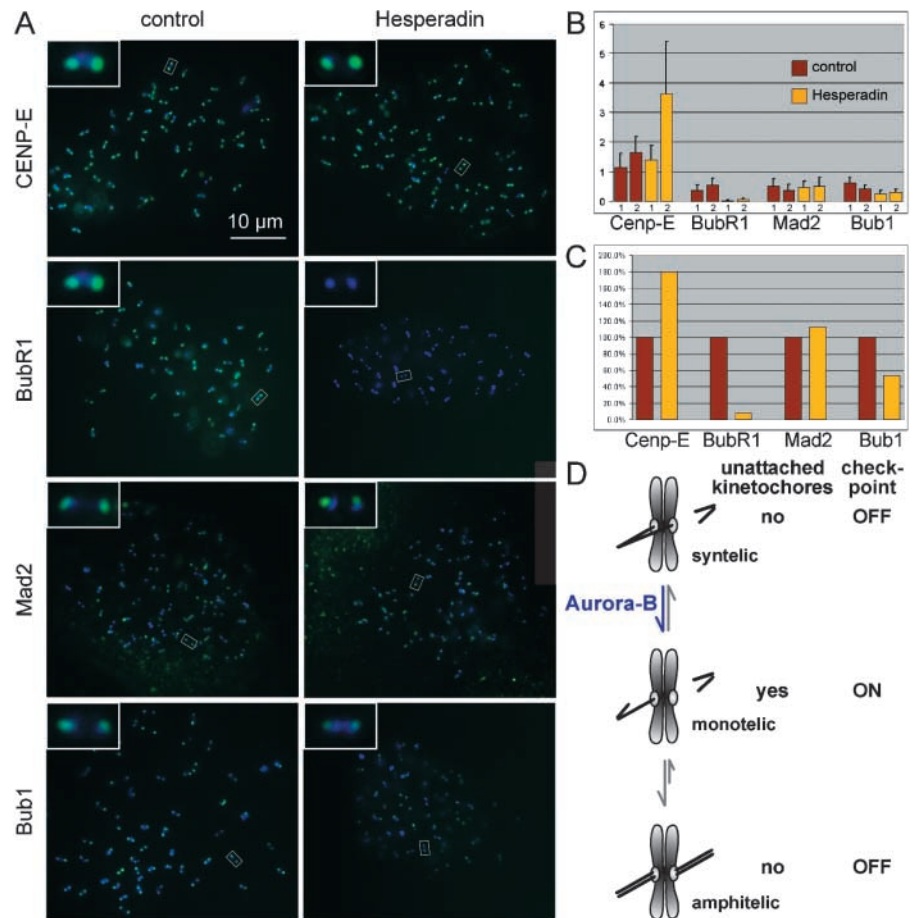 A
control
Hesperadin
CENP-E
10 µm
BubR1
Mad2
Bub1
B
6
5
4
3
2
1
0
control
Hesperadin
1 2 1 2 1 2 1 2 1 2 1 2 1 2 1 2
Cenp-E BubR1 Mad2 Bub1
C
200.0%
180.0%
160.0%
140.0%
120.0%
100.0%
80.0%
60.0%
40.0%
20.0%
0.0%
Cenp-E BubR1 Mad2 Bub1
D
unattached check-
kinetochores point
no OFF
syntelic
Aurora-B
yes ON
monotelic
no OFF
amphitelic